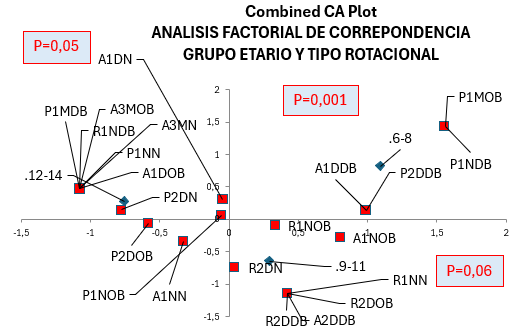 Combined CA Plot
ANALISIS FACTORIAL DE CORREPONDENCIA
GRUPO ETARIO Y TIPO ROTACIONAL
P=0,05
A1DN
P=0,001
P1MOB
P1MDB
A3MOB
R1NDB
A3MN
P1NN
A1DOB
.12-14
P2DN
.6-8
A1DDB
P2DDB
P1NDB
2
1,5
1
0,5
0
-0,5
-1
-1,5
-1,5
-1
-0,5
0
0,5
1
1,5
2
P2DOB
A1NN
P1NOB
R1NOB
A1NOB
R2DN
.9-11
P=0,06
R1NN
R2DOB
R2DDB
A2DDB